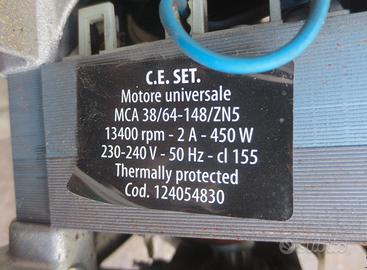 C.E. SET.
Motore universale
MCA 38/64-148/ZN5
13400 rpm - 2 A - 450 W
230-240 V - 50 Hz - cl 155
Thermally protected
Cod. 124054830
subito